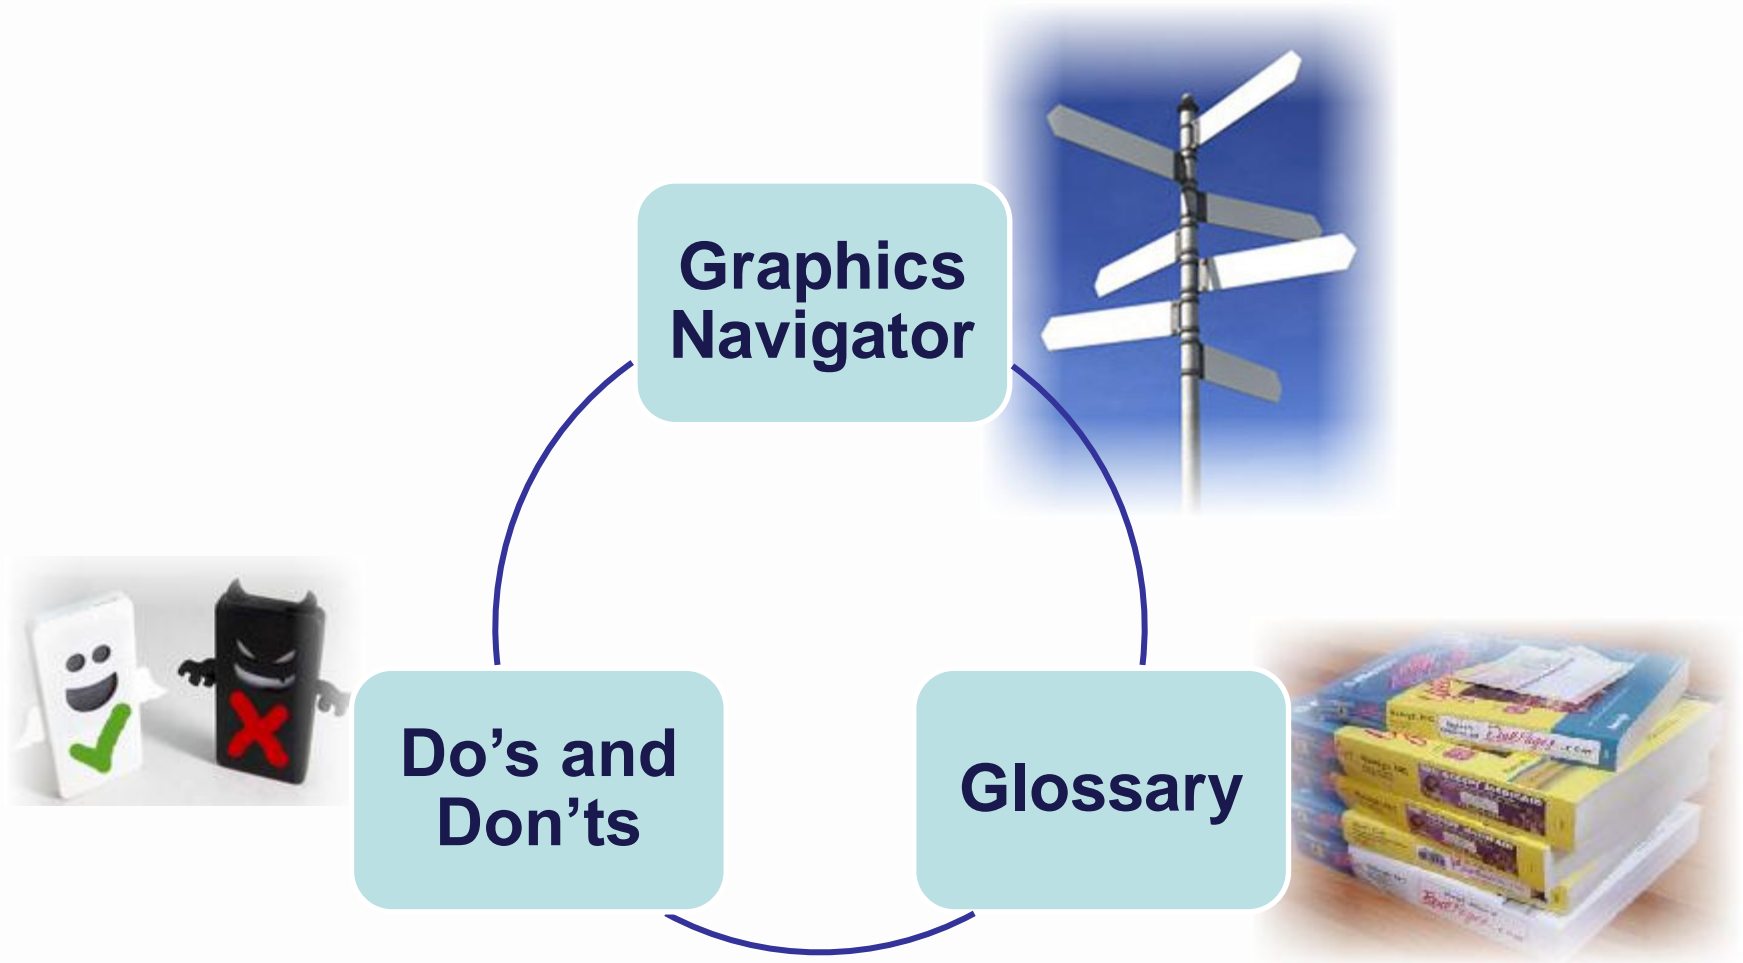 Graphics
Navigator
Do’s and
Don’ts
Glossary